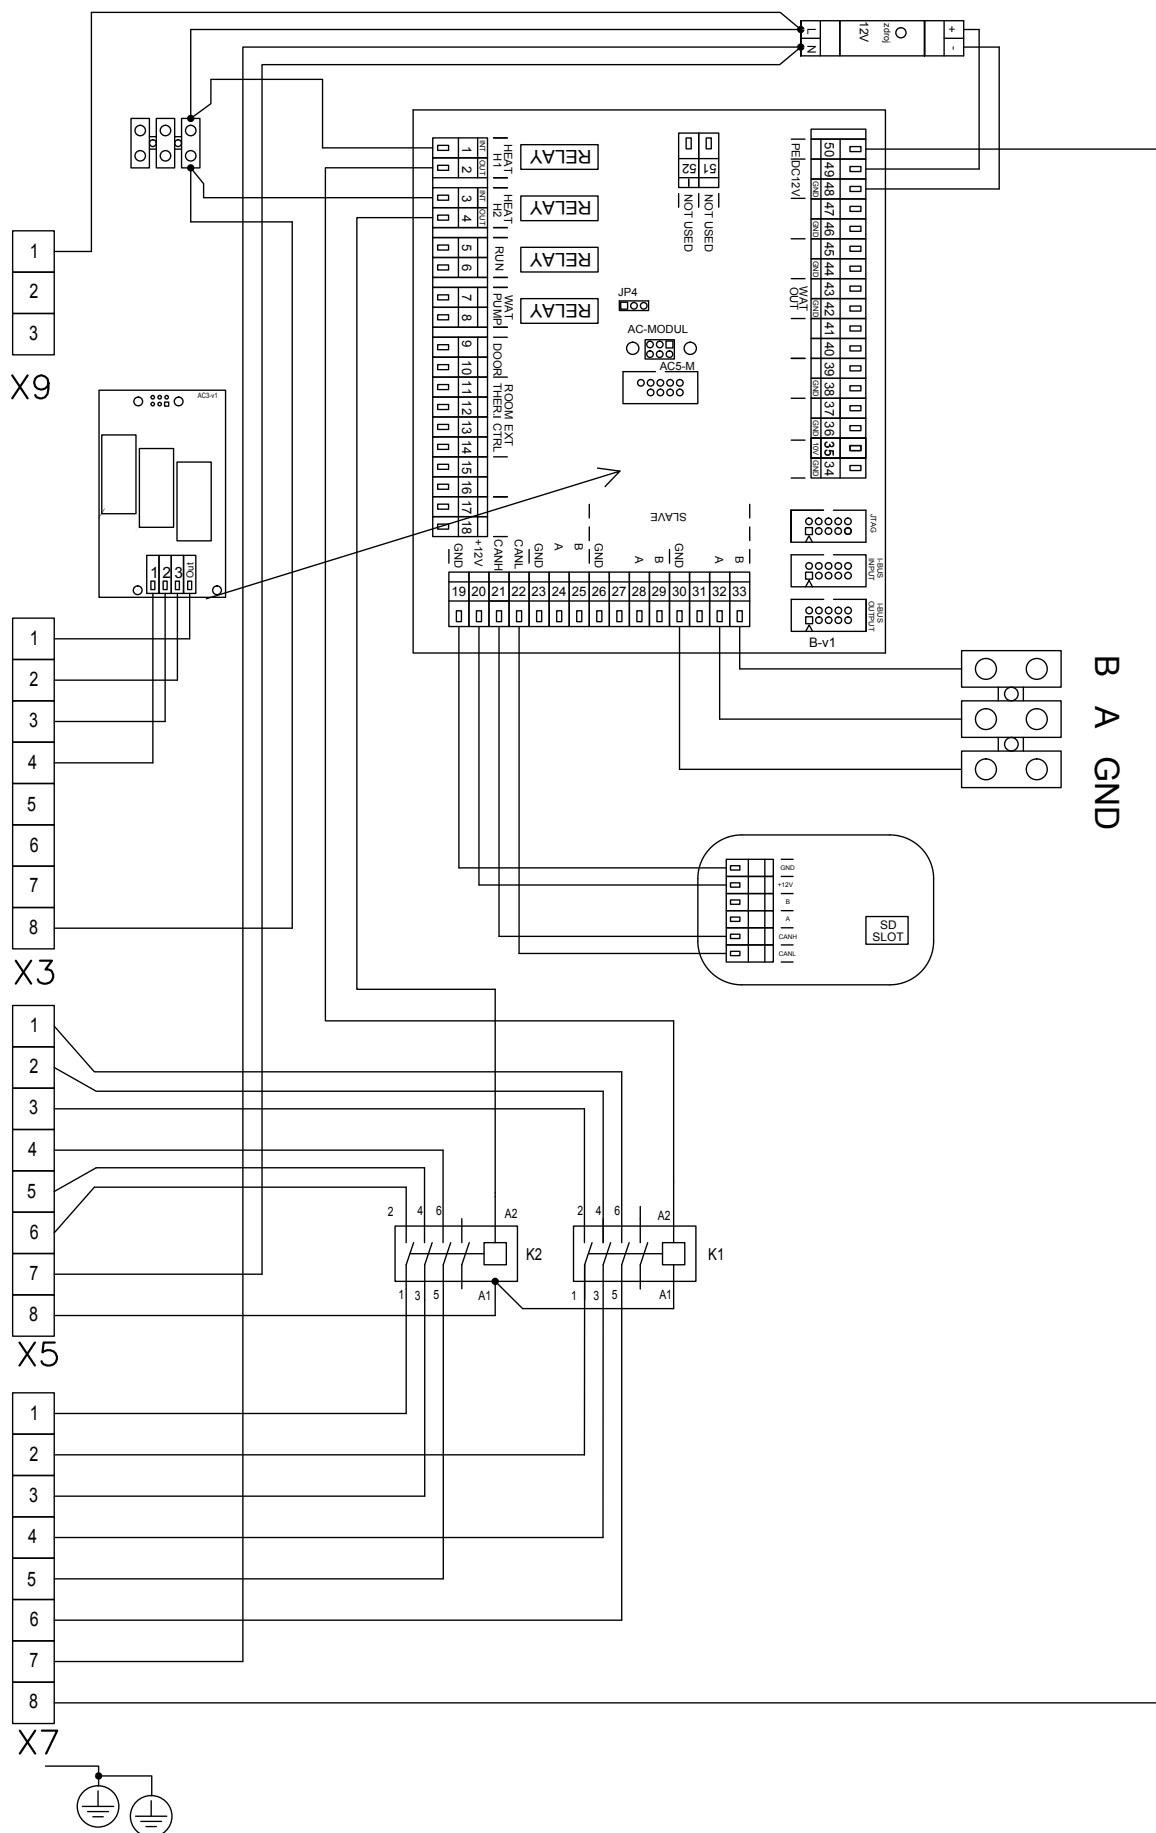 L
N
12V
zdroj
+
-
1 INT
2 OUT
HEAT
H1
RELAY
3 INT
4 OUT
HEAT
H2
RELAY
5
6
RUN
RELAY
7
8
WAT
PUMP
RELAY
9
10
DOOR
11
12
13
14
ROOM EXT
THER.I CTRL
15
16
17
18
52
51
NOT USED
NOT USED
JP4
AC-MODUL
AC5-M
PE
DC12V
50
49
48 GND
47
46 GND
45
44 GND
43
42 GND
WAT
OUT
41
40
39
38 GND
37
36 GND
35 10V
34 GND
JTAG
I-BUS
INPUT
I-BUS
OUTPUT
B-v1
SLAVE
GND
+12V
CANH
CANL
GND
A
B
GND
A
B
GND
A
B
19 20 21 22 23 24 25 26 27 28 29 30 31 32 33
1
2
3
X9
AC3-v1
1 2 3 Out
1
2
3
4
5
6
7
8
X3
B
A
GND
GND
+12V
B
A
CANH
CANL
SD
SLOT
1
2
3
4
5
6
7
8
X5
2 4 6 A2
K2
1 3 5 A1
2 4 6 A2
K1
1 3 5 A1
1
2
3
4
5
6
7
8
X7